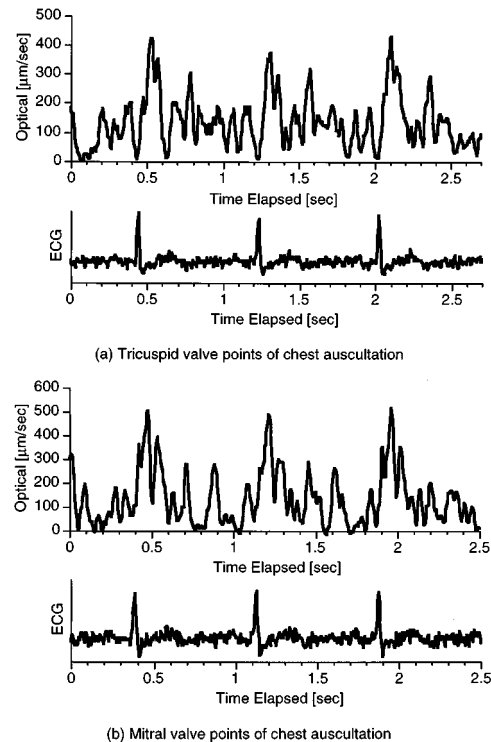 500
400
300
200
100
0
Optical [µm/sec]
0 0.5 1 1.5 2 2.5
Time Elapsed [sec]
ECG
0 0.5 1 1.5 2 2.5
Time Elapsed [sec]
(a) Tricuspid valve points of chest auscultation
600
500
400
300
200
100
0
Optical [µm/sec]
0 0.5 1 1.5 2 2.5
Time Elapsed [sec]
ECG
0 0.5 1 1.5 2 2.5
Time Elapsed [sec]
(b) Mitral valve points of chest auscultation